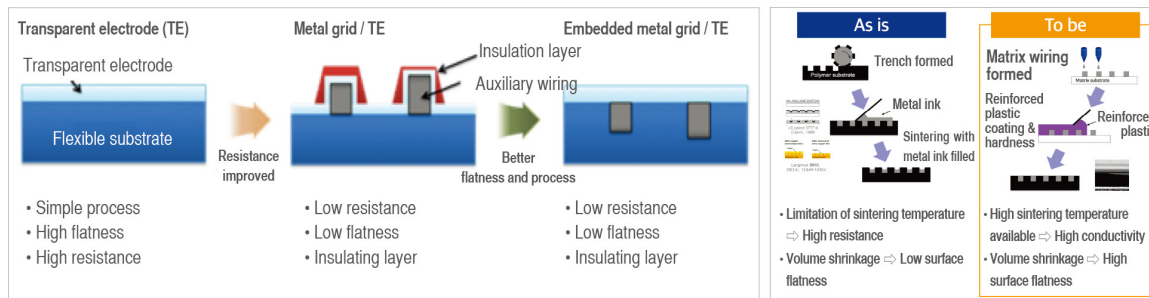 Transparent electrode (TE)
Transparent electrode
Flexible substrate
Resistance
improved
• Simple process
• High flatness
• High resistance
Metal grid / TE
Insulation layer
Auxiliary wiring
Better
flatness and process
• Low resistance
• Low flatness
• Insulating layer
Embedded metal grid / TE
• Low resistance
• Low flatness
• Insulating layer
As is
Polymer substrate
Trench formed
Metal ink
Sintering with
metal ink filled
• Limitation of sintering temperature
⇨ High resistance
• Volume shrinkage ⇨ Low surface
flatness
To be
Matrix wiring
formed
Matrix substrate
Reinforced
plastic
coating &
hardness
Reinforce
plasti
• High sintering temperature
available ⇨ High conductivity
• Volume shrinkage ⇨ High
surface flatness